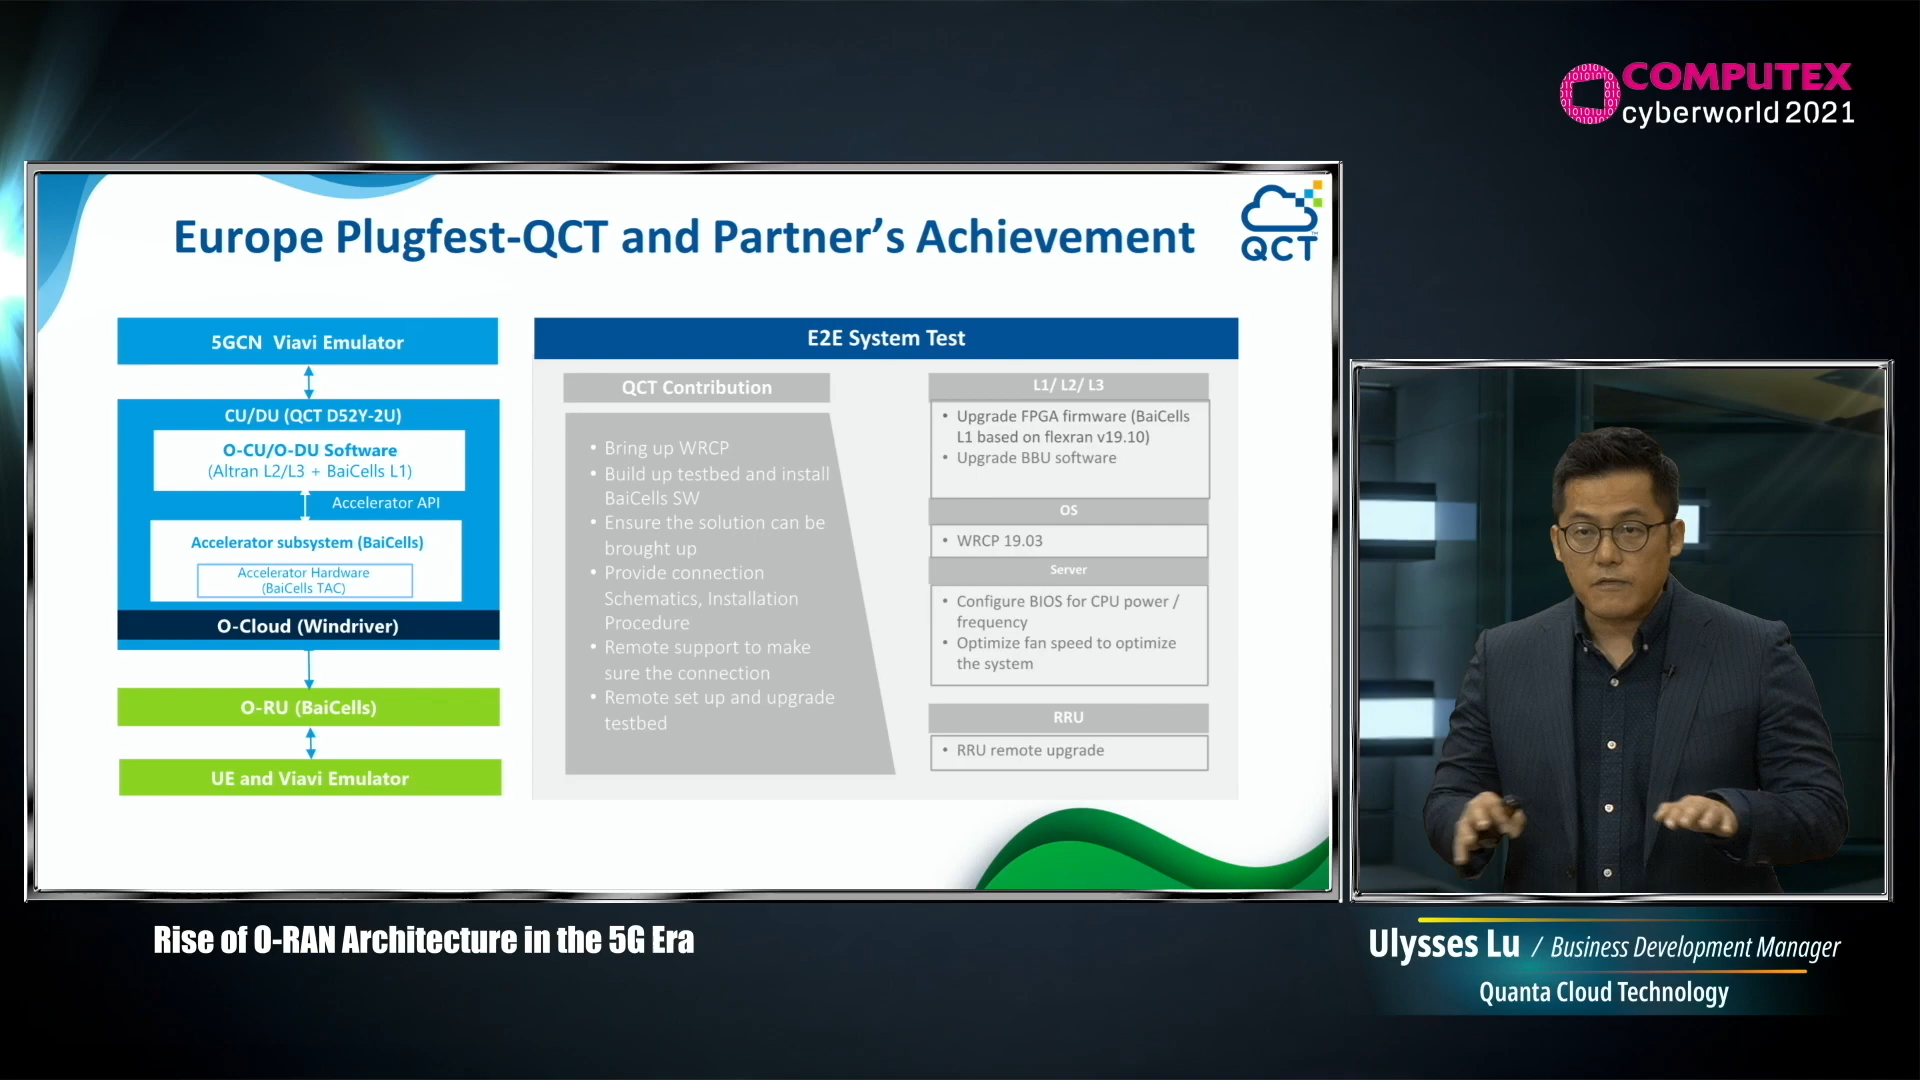 COMPUTEX
cyberworld 2021
Europe Plugfest-QCT and Partner's Achievement
QCT
5GCN Viavi Emulator
CU/DU (QCT D52Y-2U)
O-CU/O-DU Software
(Altran L2/L3 + BaiCells L1)
Accelerator API
Accelerator subsystem (BaiCells)
Accelerator Hardware
(BaiCells TAC)
O-Cloud (Windriver)
O-RU (BaiCells)
UE and Viavi Emulator
E2E System Test
QCT Contribution
• Bring up WRCP
• Build up testbed and install
BaiCells SW
• Ensure the solution can be
brought up
• Provide connection
Schematics, Installation
Procedure
• Remote support to make
sure the connection
• Remote set up and upgrade
testbed
L1/ L2/ L3
• Upgrade FPGA firmware (BaiCells
L1 based on flexran v19.10)
• Upgrade BBU software
OS
• WRCP 19.03
Server
• Configure BIOS for CPU power /
frequency
• Optimize fan speed to optimize
the system
RRU
• RRU remote upgrade
Rise of O-RAN Architecture in the 5G Era
Ulysses Lu / Business Development Manager
Quanta Cloud Technology